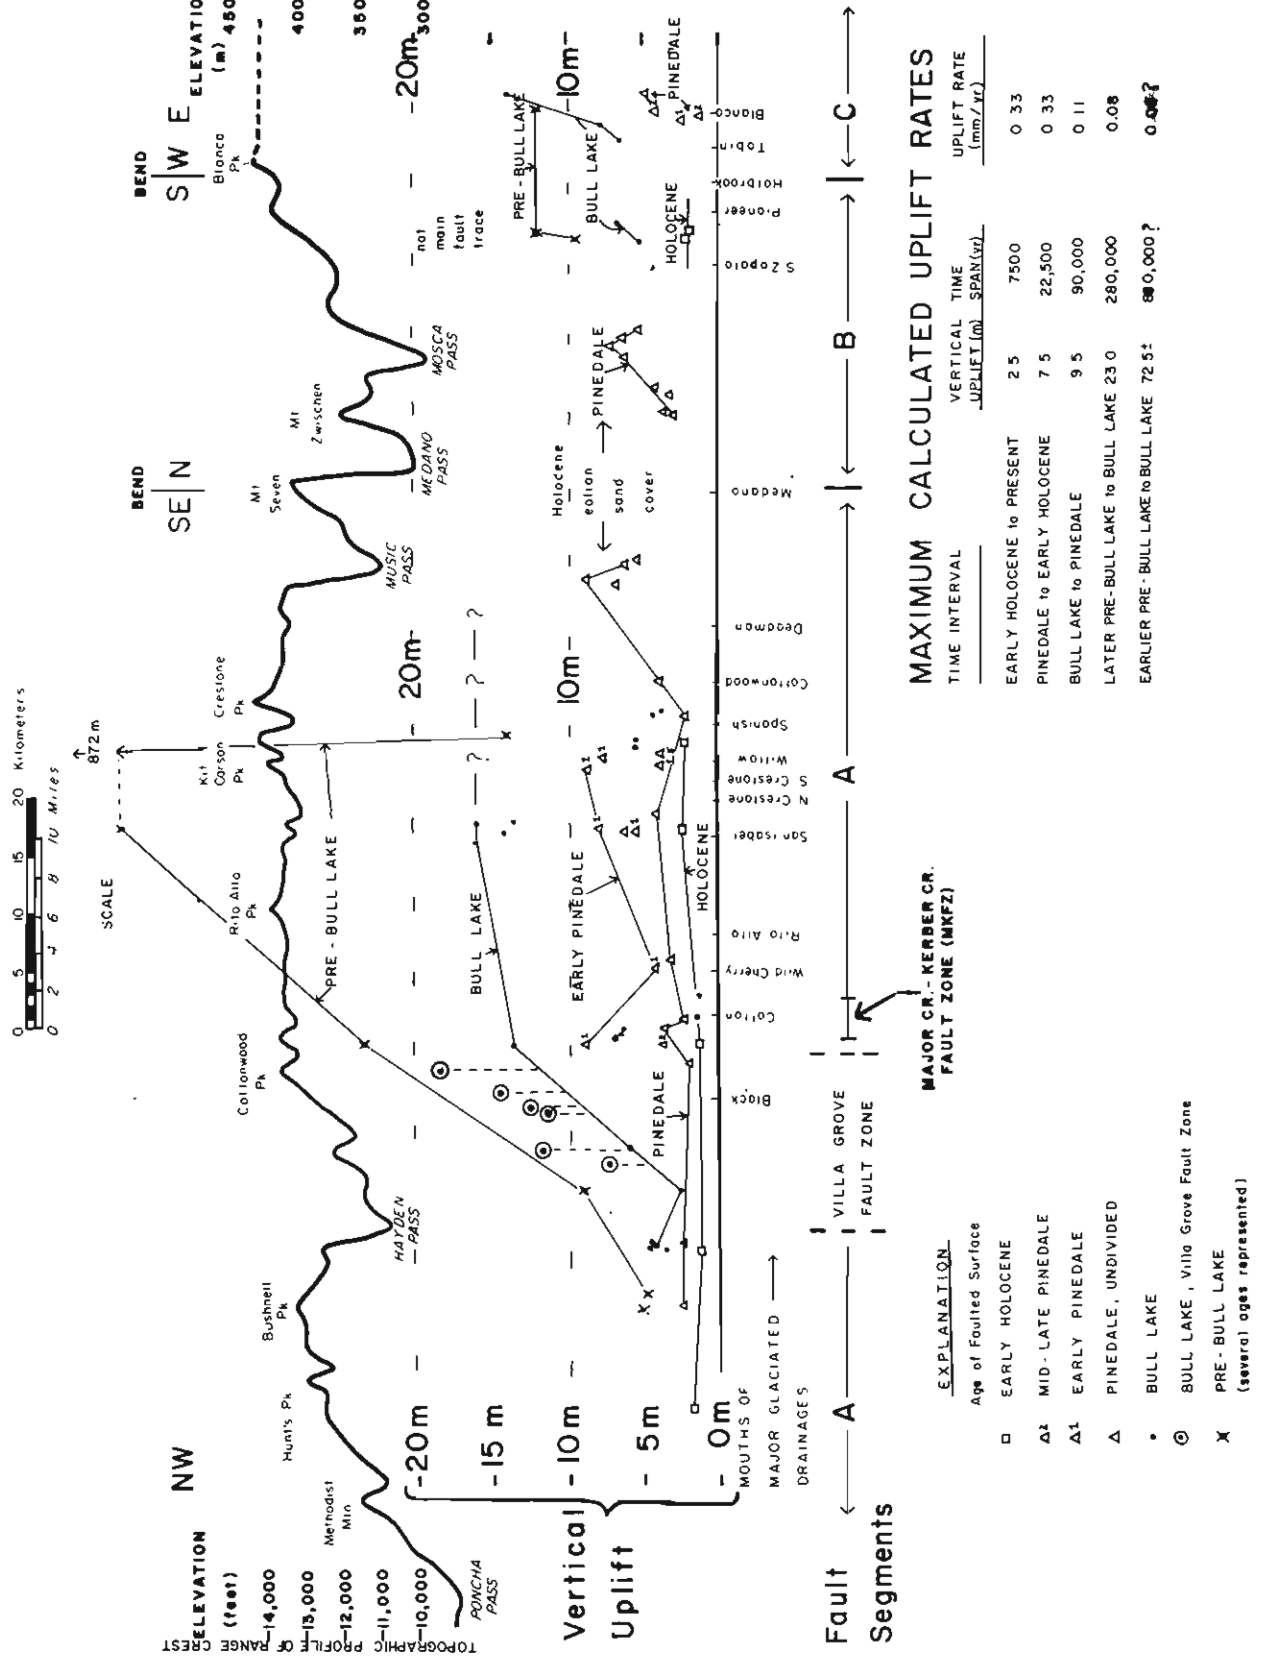 NW
BEND
SE | N
BEND
S | W E
ELEVATION
(feet)
14,000
13,000
12,000
11,000
10,000
TOPOGRAPHIC PROFILE OF RANGE CREST
PONCHA
PASS
Methodist
Mtn
Hunt's Pk
Bushnell
Pk
HAYDEN
PASS
Cottonwood
Pk
Rito Alto
Pk
Kit
Carson
Pk
Crestone
Pk
MUSIC
PASS
Mt
Seven
MEDANO
PASS
Mt
Zwischen
MOSCA
PASS
Blanca
Pk
ELEVATIO
(m)
450
400
350
300
0 5 10 15 20 Kilometers
0 2 4 6 8 10 Miles
SCALE
872 m
Vertical
Uplift
-20m
-15m
-10m
-5m
-0m
20m
10m
20m
10m
PRE-BULL LAKE
BULL LAKE
EARLY PINEDALE
PINEDALE
HOLOCENE
? ? ?
Holocene
eolian
sand
cover
PINEDALE
not
main
fault
trace
PRE-BULL LAKE
BULL LAKE
HOLOCENE
PINEDALE
MOUTHS OF
MAJOR GLACIATED
DRAINAGES
Black
Cotton
Wild Cherry
Rito Alto
San Isabel
N Crestone
S Crestone
Willow
Spanish
Cottonwood
Deadman
Medano
S Zapata
Pioneer
Holbrook
Tobin
Blanca
Fault
Segments
A
VILLA GROVE
FAULT ZONE
A
B
C
MAJOR CR.-KERBER CR.
FAULT ZONE (MKFZ)
EXPLANATION
Age of Faulted Surface
EARLY HOLOCENE
2 MID-LATE PINEDALE
1 EARLY PINEDALE
PINEDALE, UNDIVIDED
BULL LAKE
BULL LAKE, Villa Grove Fault Zone
PRE-BULL LAKE
(several ages represented)
MAXIMUM CALCULATED UPLIFT RATES
TIME INTERVAL VERTICAL UPLIFT (m) TIME SPAN (yr) UPLIFT RATE (mm/yr)
EARLY HOLOCENE to PRESENT 2 5 7500 0 33
PINEDALE to EARLY HOLOCENE 7 5 22,500 0 33
BULL LAKE to PINEDALE 9 5 90,000 0 11
LATER PRE-BULL LAKE to BULL LAKE 23 0 280,000 0.08
EARLIER PRE-BULL LAKE to BULL LAKE 72 5±